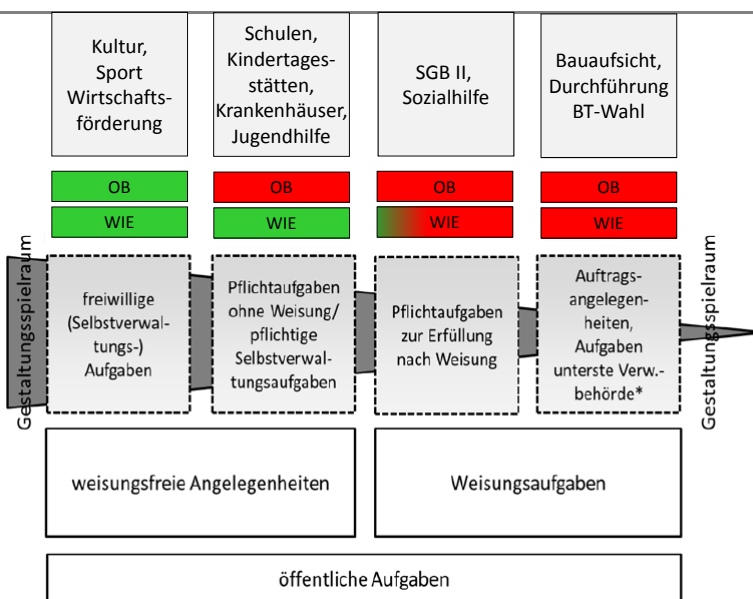 Kultur,
Sport
Wirtschafts-
förderung
Schulen,
Kindertages-
stätten,
Krankenhäuser,
Jugendhilfe
SGB II,
Sozialhilfe
Bauaufsicht,
Durchführung
BT-Wahl
OB
OB
OB
OB
WIE
WIE
WIE
WIE
Gestaltungsspielraum
freiwillige
(Selbstverwal-
tungs-)
Aufgaben
Pflichtaufgaben
ohne Weisung/
pflichtige
Selbstverwal-
tungsaufgaben
Pflichtaufgaben
zur Erfüllung
nach Weisung
Auftrags-
angelegen-
heiten,
Aufgaben
unterste Verw.-
behörde*
Gestaltungsspielraum
weisungsfreie Angelegenheiten
Weisungsaufgaben
öffentliche Aufgaben